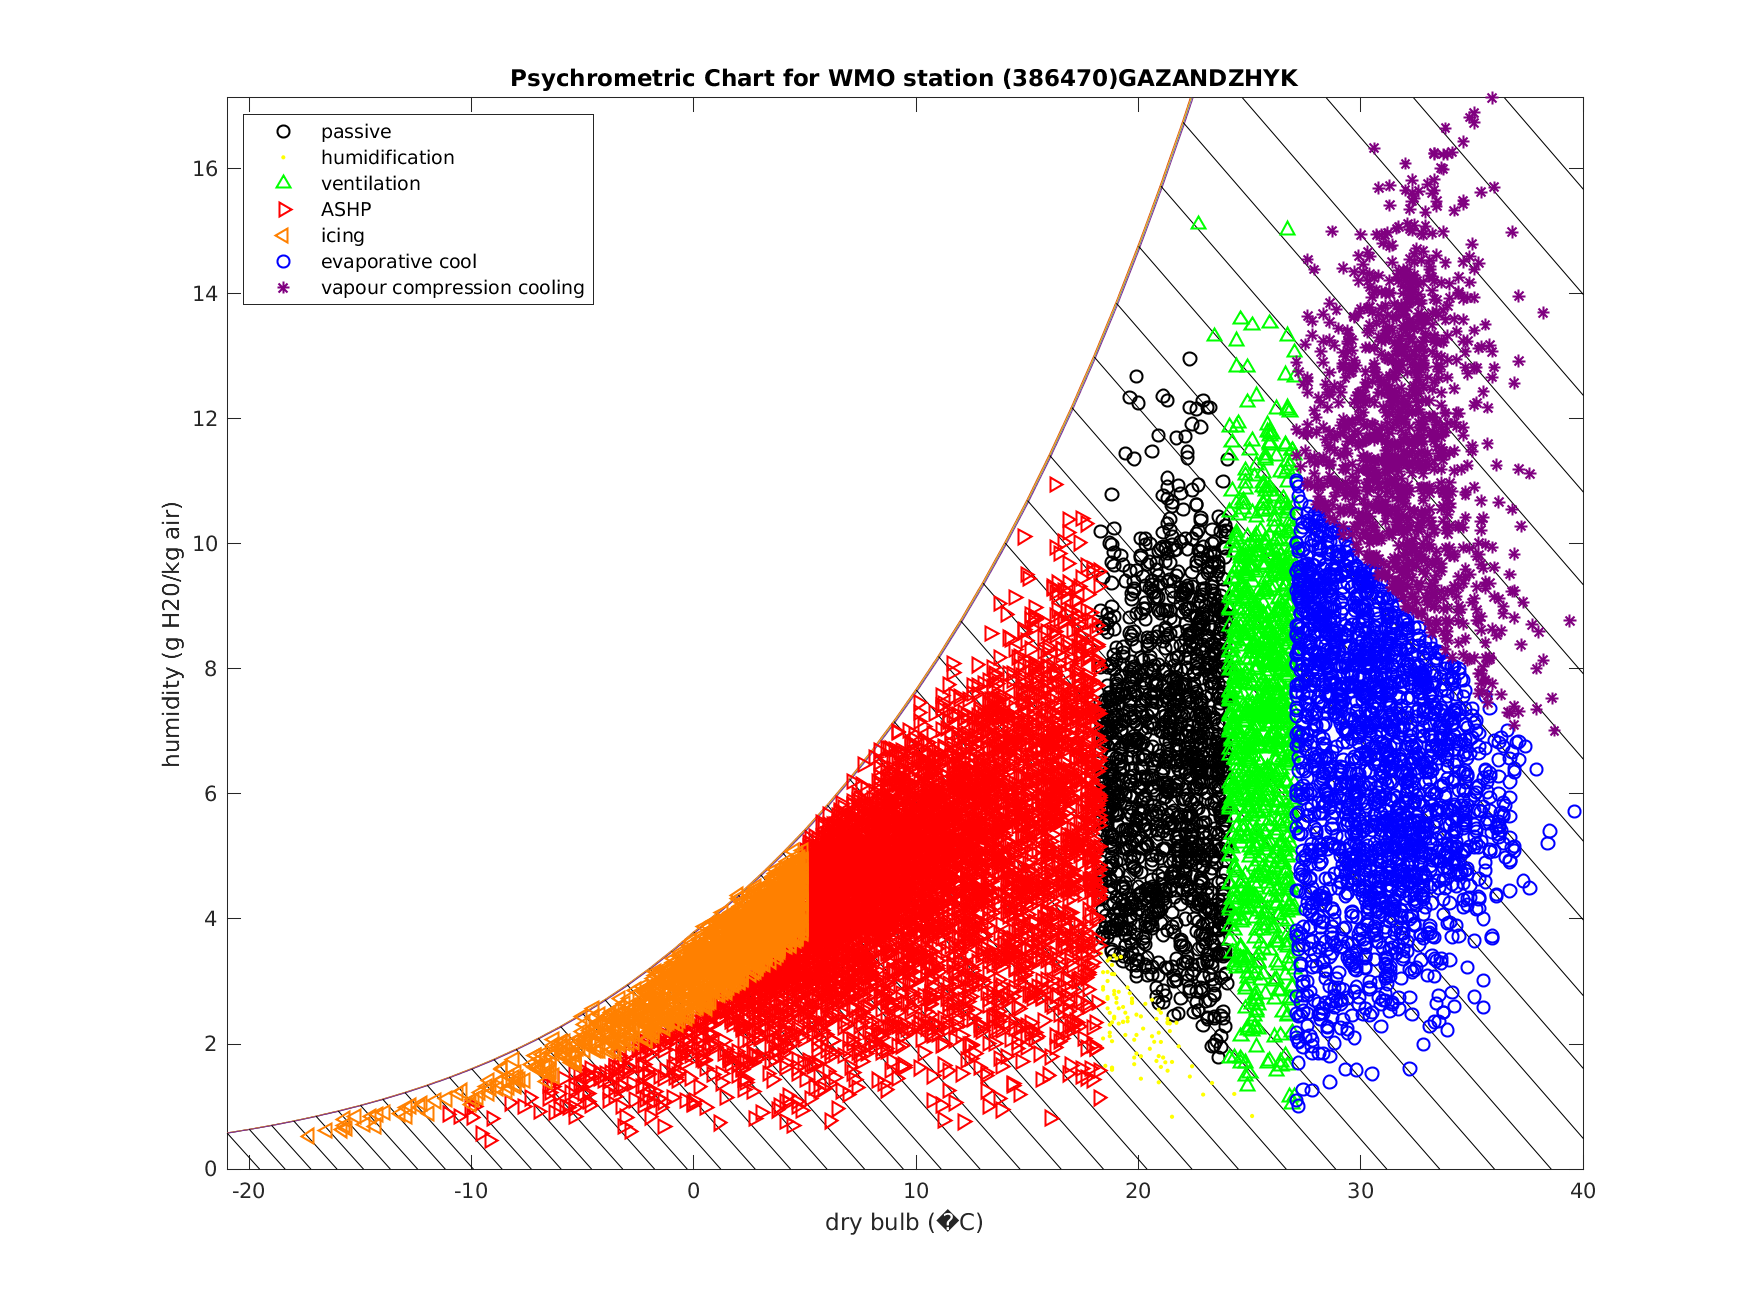 Psychrometric Chart for WMO station (386470)GAZANDZHYK
passive
humidification
ventilation
ASHP
icing
evaporative cool
vapour compression cooling
humidity (g H20/kg air)
16
14
12
10
8
6
4
2
0
-20 -10 0 10 20 30 40
dry bulb (�C)